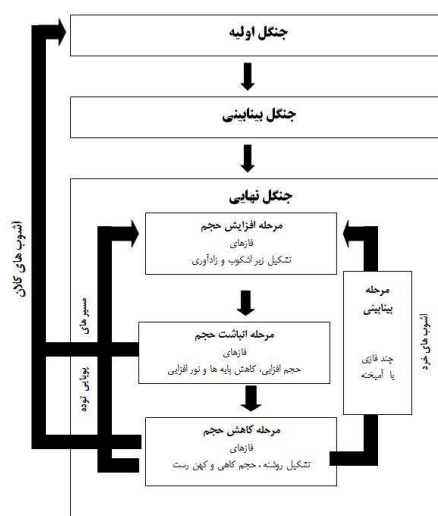 جنگل اولیه
جنگل بینابینی
جنگل نهایی
مرحله افزایش حجم
فازهای
تشکیل زیر اشکوب و زادآوری
مرحله انباشت حجم
فازهای
حجم افزایی، کاهش پایه ها و نور افزایی
مرحله کاهش حجم
فازهای
تشکیل روشنه ، حجم کاهی و کهن رست
مرحله
بینابینی
چند فازی
یا آمیخته
آشوب های خرد
آشوب های کلان
مسیر های
پویایی توده